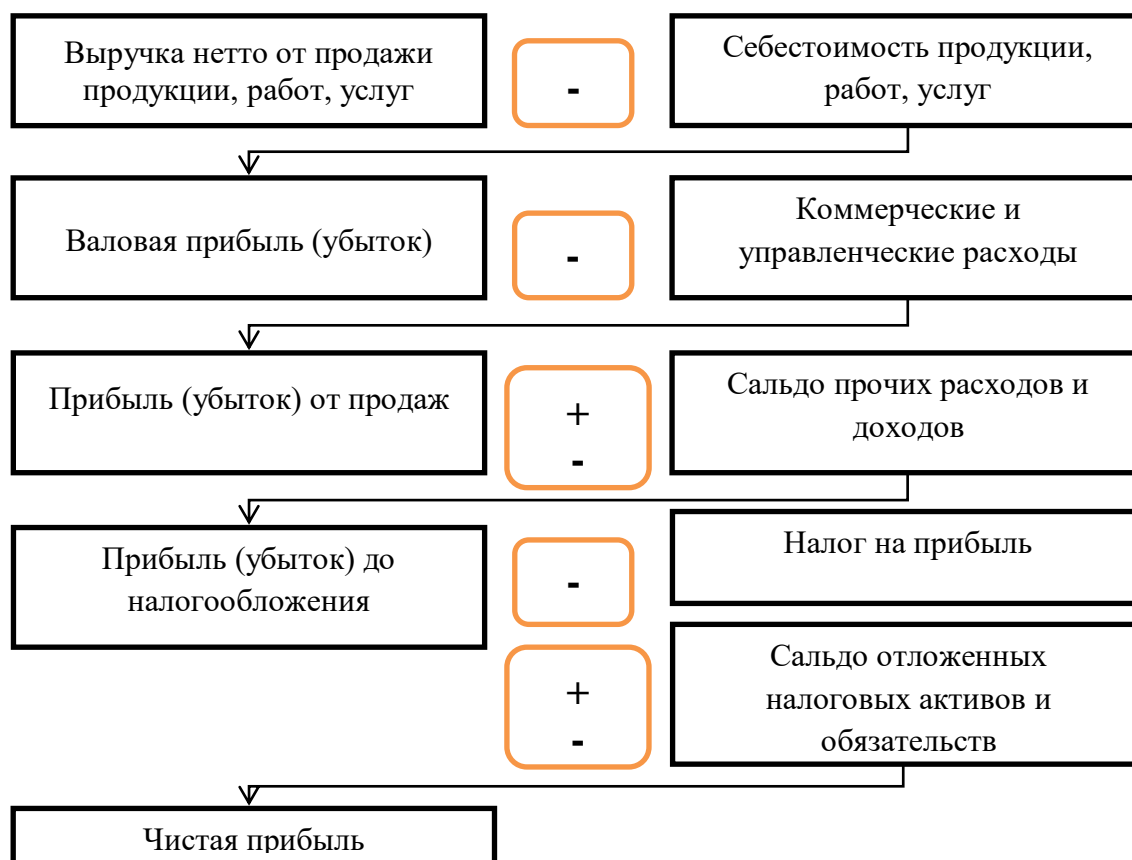 Выручка нетто от продажи
продукции, работ, услуг
-
Себестоимость продукции,
работ, услуг
Валовая прибыль (убыток)
-
Коммерческие и
управленческие расходы
Прибыль (убыток) от продаж
+
-
Сальдо прочих расходов и
доходов
Прибыль (убыток) до
налогообложения
-
Налог на прибыль
+
-
Сальдо отложенных
налоговых активов и
обязательств
Чистая прибыль